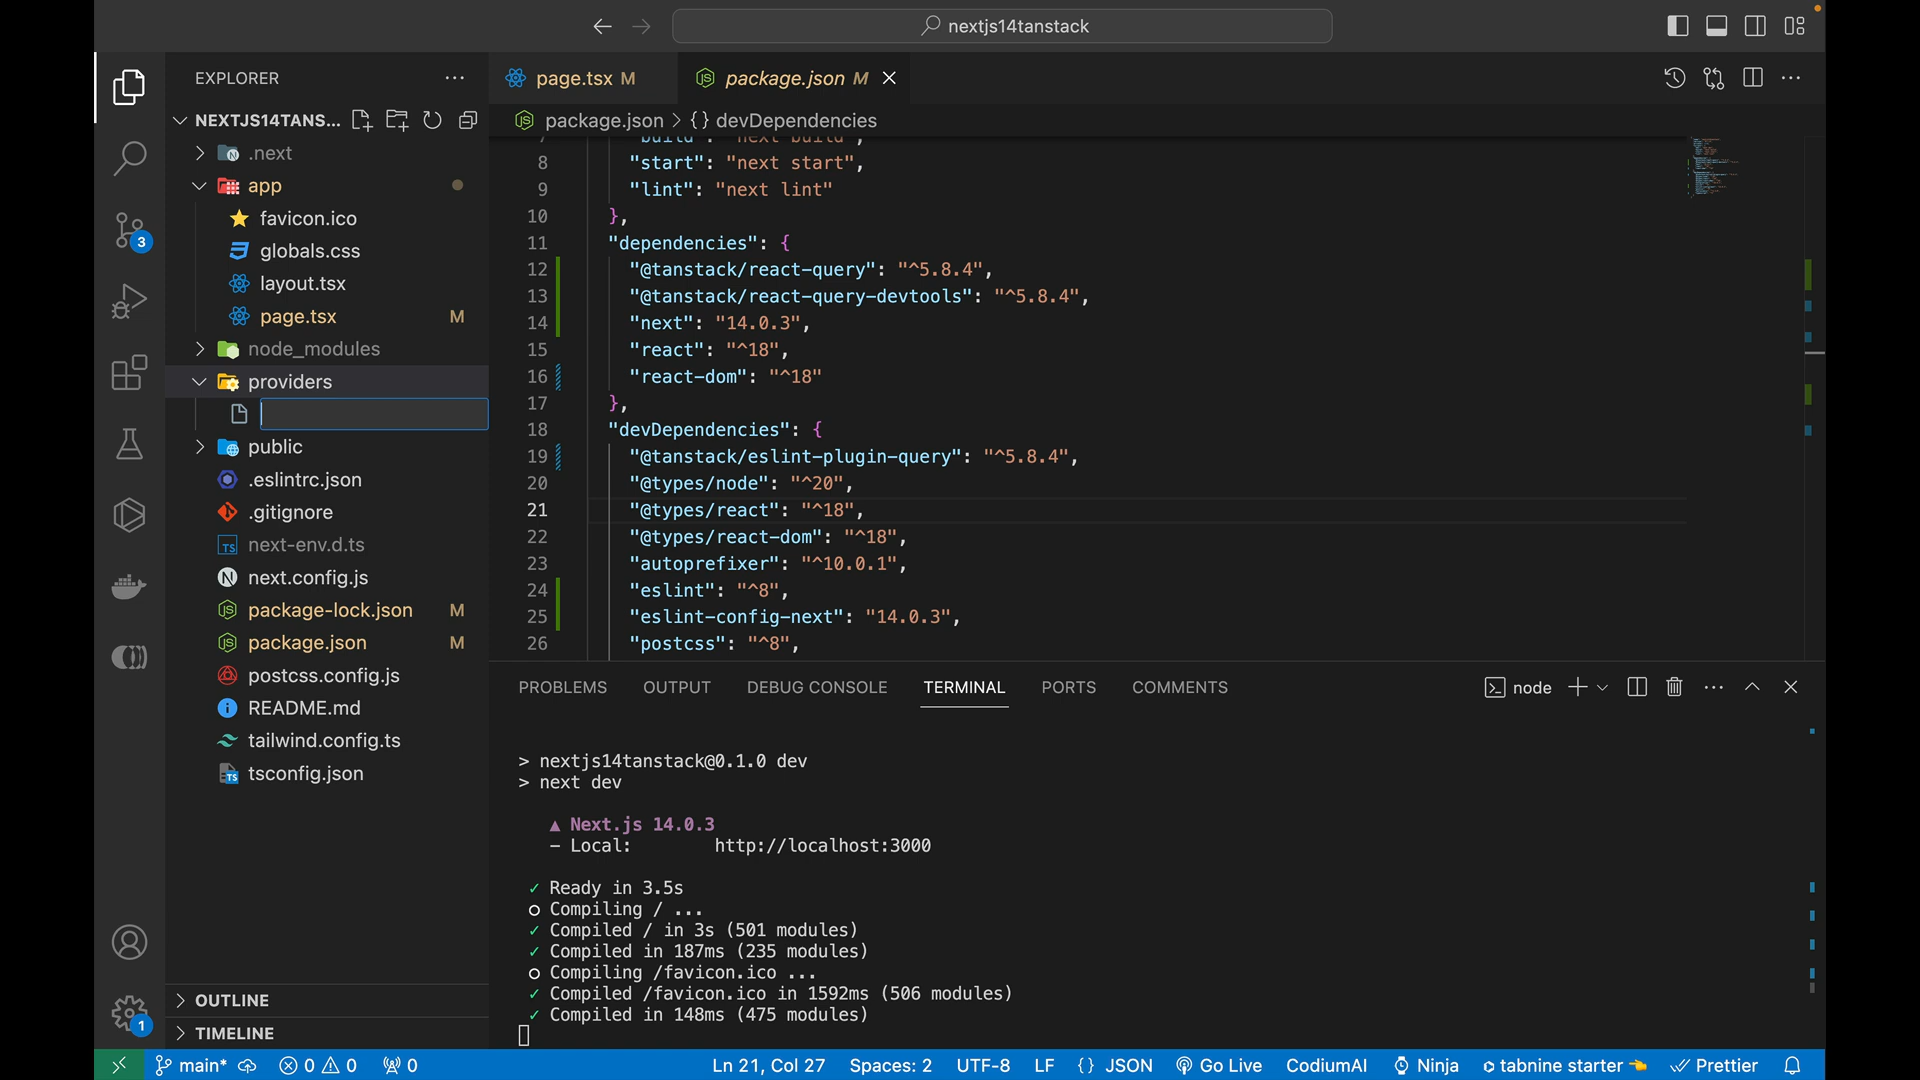 nextjs14tanstack
EXPLORER
page.tsx M
package.json M
NEXTJS14TANS...
package.json > {} devDependencies
.next
app
favicon.ico
globals.css
layout.tsx
page.tsx M
node_modules
providers
public
.eslintrc.json
.gitignore
next-env.d.ts
next.config.js
package-lock.json M
package.json M
postcss.config.js
README.md
tailwind.config.ts
tsconfig.json
OUTLINE
TIMELINE
3
1
7 "build": "next build",
8 "start": "next start",
9 "lint": "next lint"
10 },
11 "dependencies": {
12 "@tanstack/react-query": "^5.8.4",
13 "@tanstack/react-query-devtools": "^5.8.4",
14 "next": "14.0.3",
15 "react": "^18",
16 "react-dom": "^18"
17 },
18 "devDependencies": {
19 "@tanstack/eslint-plugin-query": "^5.8.4",
20 "@types/node": "^20",
21 "@types/react": "^18",
22 "@types/react-dom": "^18",
23 "autoprefixer": "^10.0.1",
24 "eslint": "^8",
25 "eslint-config-next": "14.0.3",
26 "postcss": "^8",
PROBLEMS OUTPUT DEBUG CONSOLE TERMINAL PORTS COMMENTS
node
> nextjs14tanstack@0.1.0 dev
> next dev
▲ Next.js 14.0.3
- Local: http://localhost:3000
✓ Ready in 3.5s
○ Compiling / ...
✓ Compiled / in 3s (501 modules)
✓ Compiled in 187ms (235 modules)
○ Compiling /favicon.ico ...
✓ Compiled /favicon.ico in 1592ms (506 modules)
✓ Compiled in 148ms (475 modules)
main* 0 0 0 Ln 21, Col 27 Spaces: 2 UTF-8 LF {} JSON Go Live CodiumAI Ninja tabnine starter Prettier